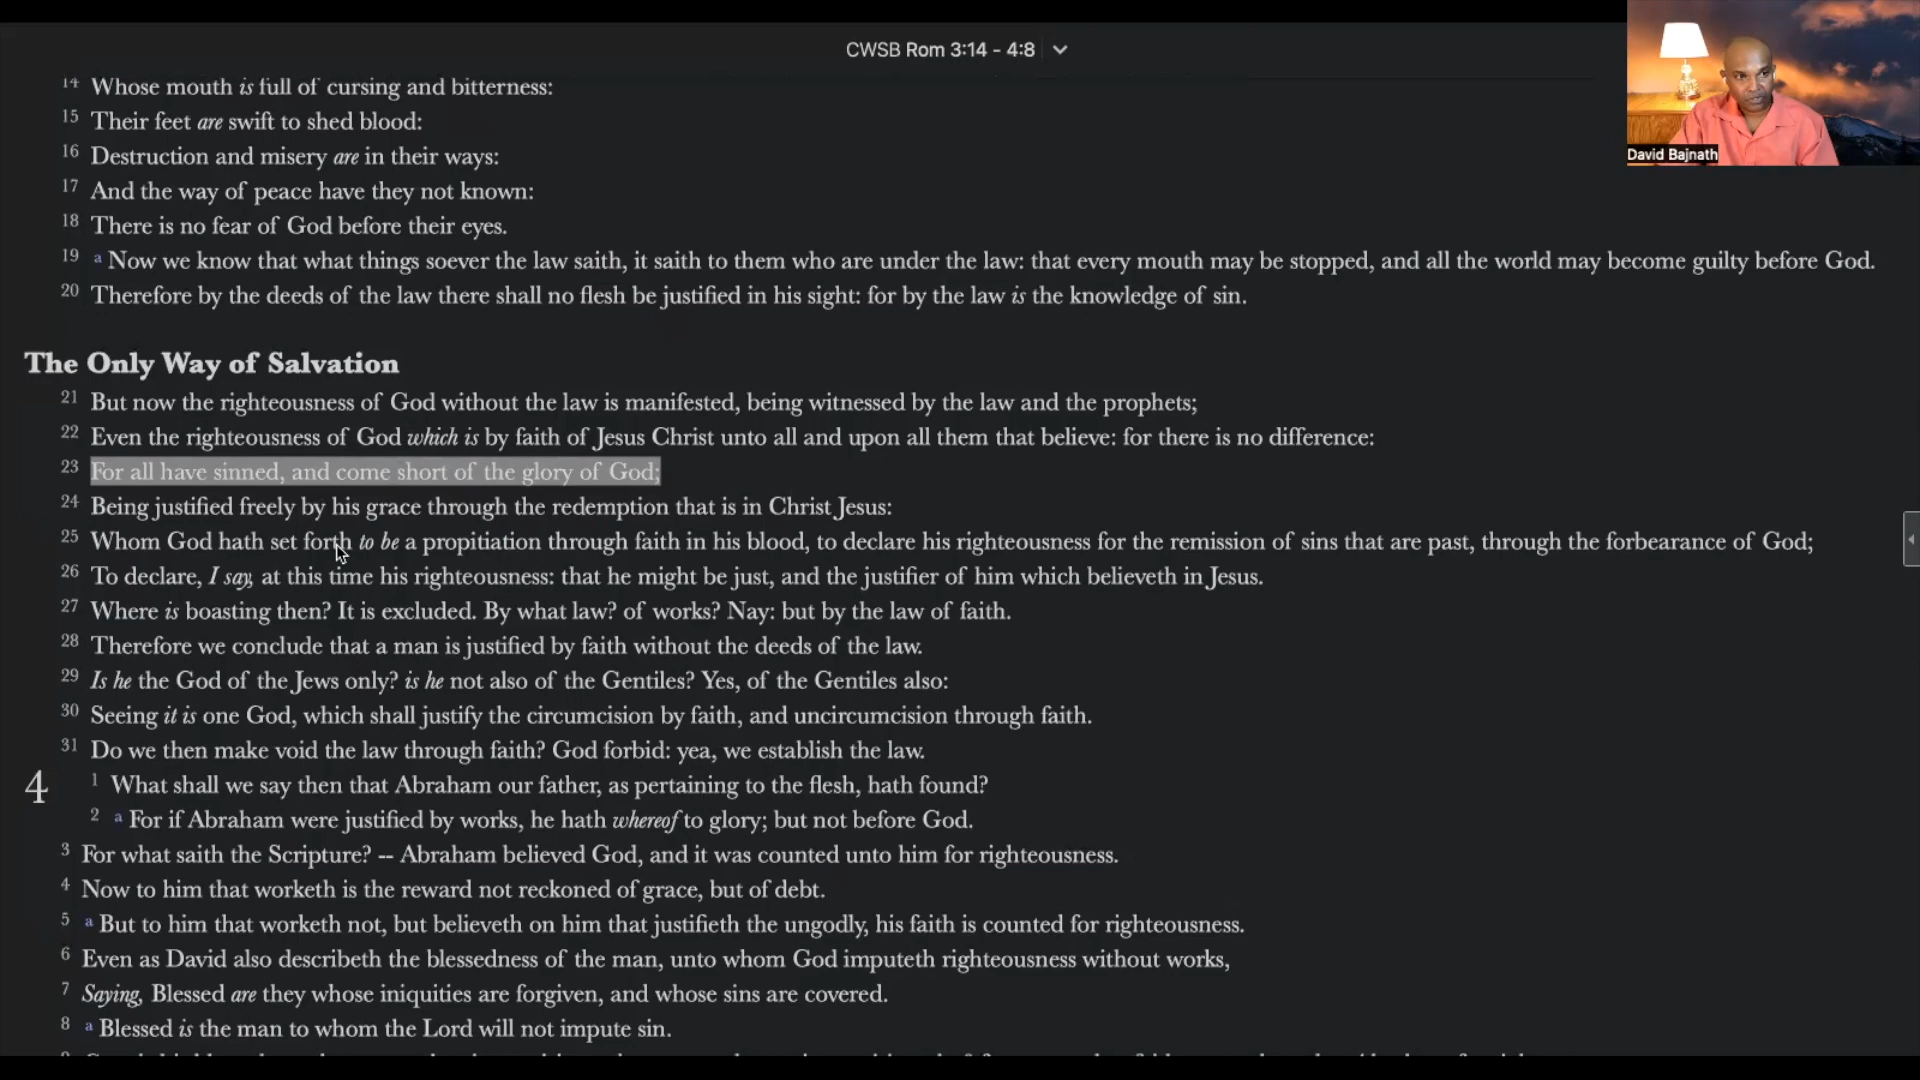 CWSB Rom 3:14 - 4:8
David Bajnath
14 Whose mouth is full of cursing and bitterness:
15 Their feet are swift to shed blood:
16 Destruction and misery are in their ways:
17 And the way of peace have they not known:
18 There is no fear of God before their eyes.
19 a Now we know that what things soever the law saith, it saith to them who are under the law: that every mouth may be stopped, and all the world may become guilty before God.
20 Therefore by the deeds of the law there shall no flesh be justified in his sight: for by the law is the knowledge of sin.
The Only Way of Salvation
21 But now the righteousness of God without the law is manifested, being witnessed by the law and the prophets;
22 Even the righteousness of God which is by faith of Jesus Christ unto all and upon all them that believe: for there is no difference:
23 For all have sinned, and come short of the glory of God;
24 Being justified freely by his grace through the redemption that is in Christ Jesus:
25 Whom God hath set forth to be a propitiation through faith in his blood, to declare his righteousness for the remission of sins that are past, through the forbearance of God;
26 To declare, I say, at this time his righteousness: that he might be just, and the justifier of him which believeth in Jesus.
27 Where is boasting then? It is excluded. By what law? of works? Nay: but by the law of faith.
28 Therefore we conclude that a man is justified by faith without the deeds of the law.
29 Is he the God of the Jews only? is he not also of the Gentiles? Yes, of the Gentiles also:
30 Seeing it is one God, which shall justify the circumcision by faith, and uncircumcision through faith.
31 Do we then make void the law through faith? God forbid: yea, we establish the law.
4 1 What shall we say then that Abraham our father, as pertaining to the flesh, hath found?
2 a For if Abraham were justified by works, he hath whereof to glory; but not before God.
3 For what saith the Scripture? -- Abraham believed God, and it was counted unto him for righteousness.
4 Now to him that worketh is the reward not reckoned of grace, but of debt.
5 a But to him that worketh not, but believeth on him that justifieth the ungodly, his faith is counted for righteousness.
6 Even as David also describeth the blessedness of the man, unto whom God imputeth righteousness without works,
7 Saying, Blessed are they whose iniquities are forgiven, and whose sins are covered.
8 a Blessed is the man to whom the Lord will not impute sin.